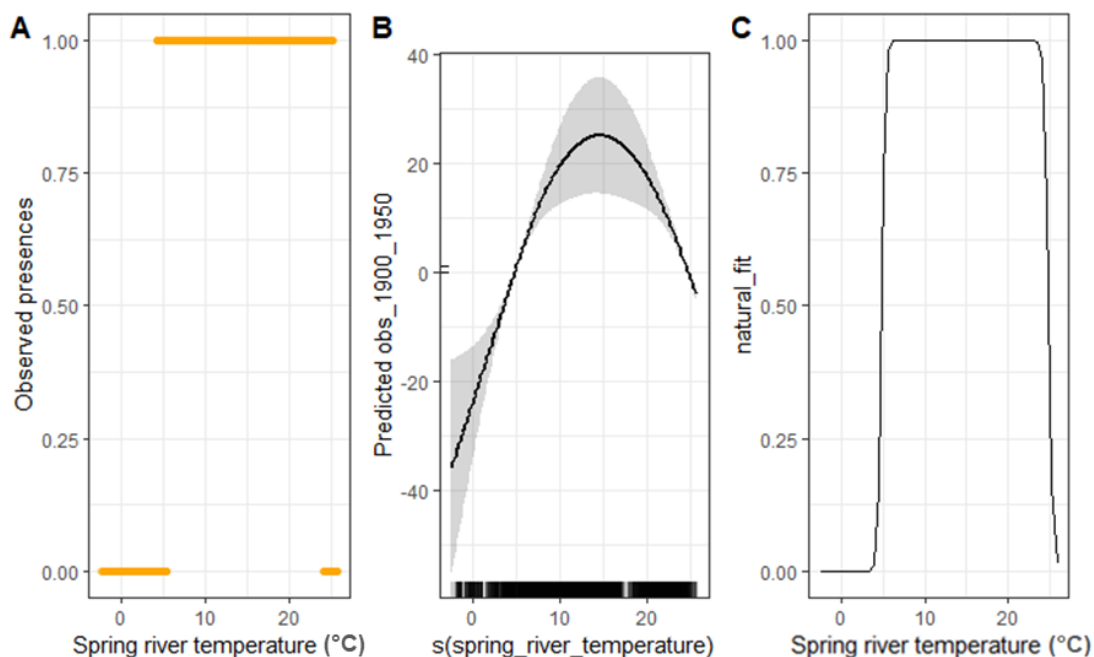 A
Observed presences
1.00
0.75
0.50
0.25
0.00
0
10
20
Spring river temperature (°C)
B
Predicted obs_1900_1950
40
20
0
-20
-40
0
10
20
s(spring_river_temperature)
C
natural_fit
1.00
0.75
0.50
0.25
0.00
0
10
20
Spring river temperature (°C)